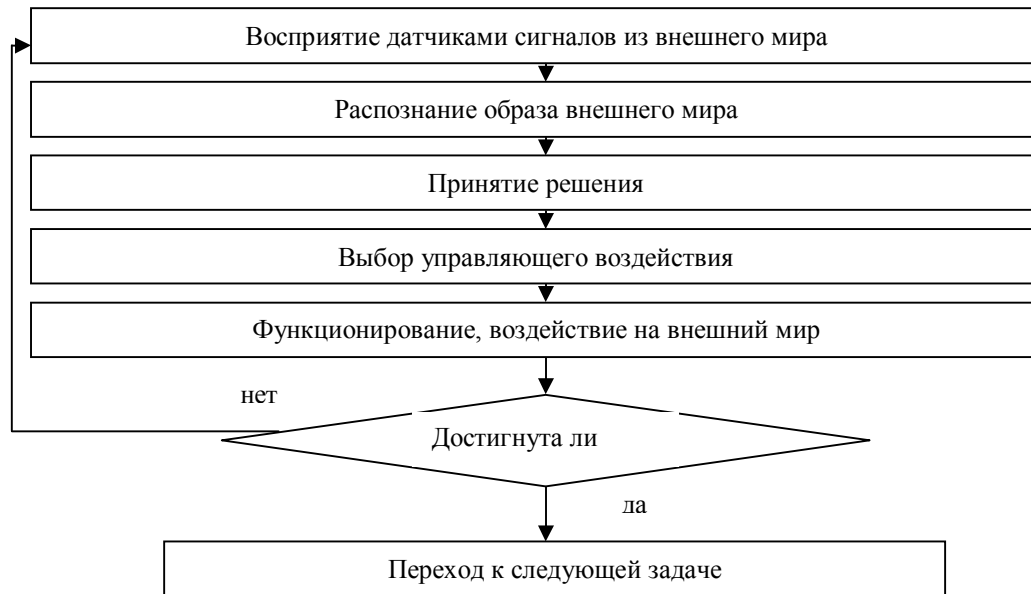 Восприятие датчиками сигналов из внешнего мира
Распознание образа внешнего мира
Принятие решения
Выбор управляющего воздействия
Функционирование, воздействие на внешний мир
нет
Достигнута ли
да
Переход к следующей задаче